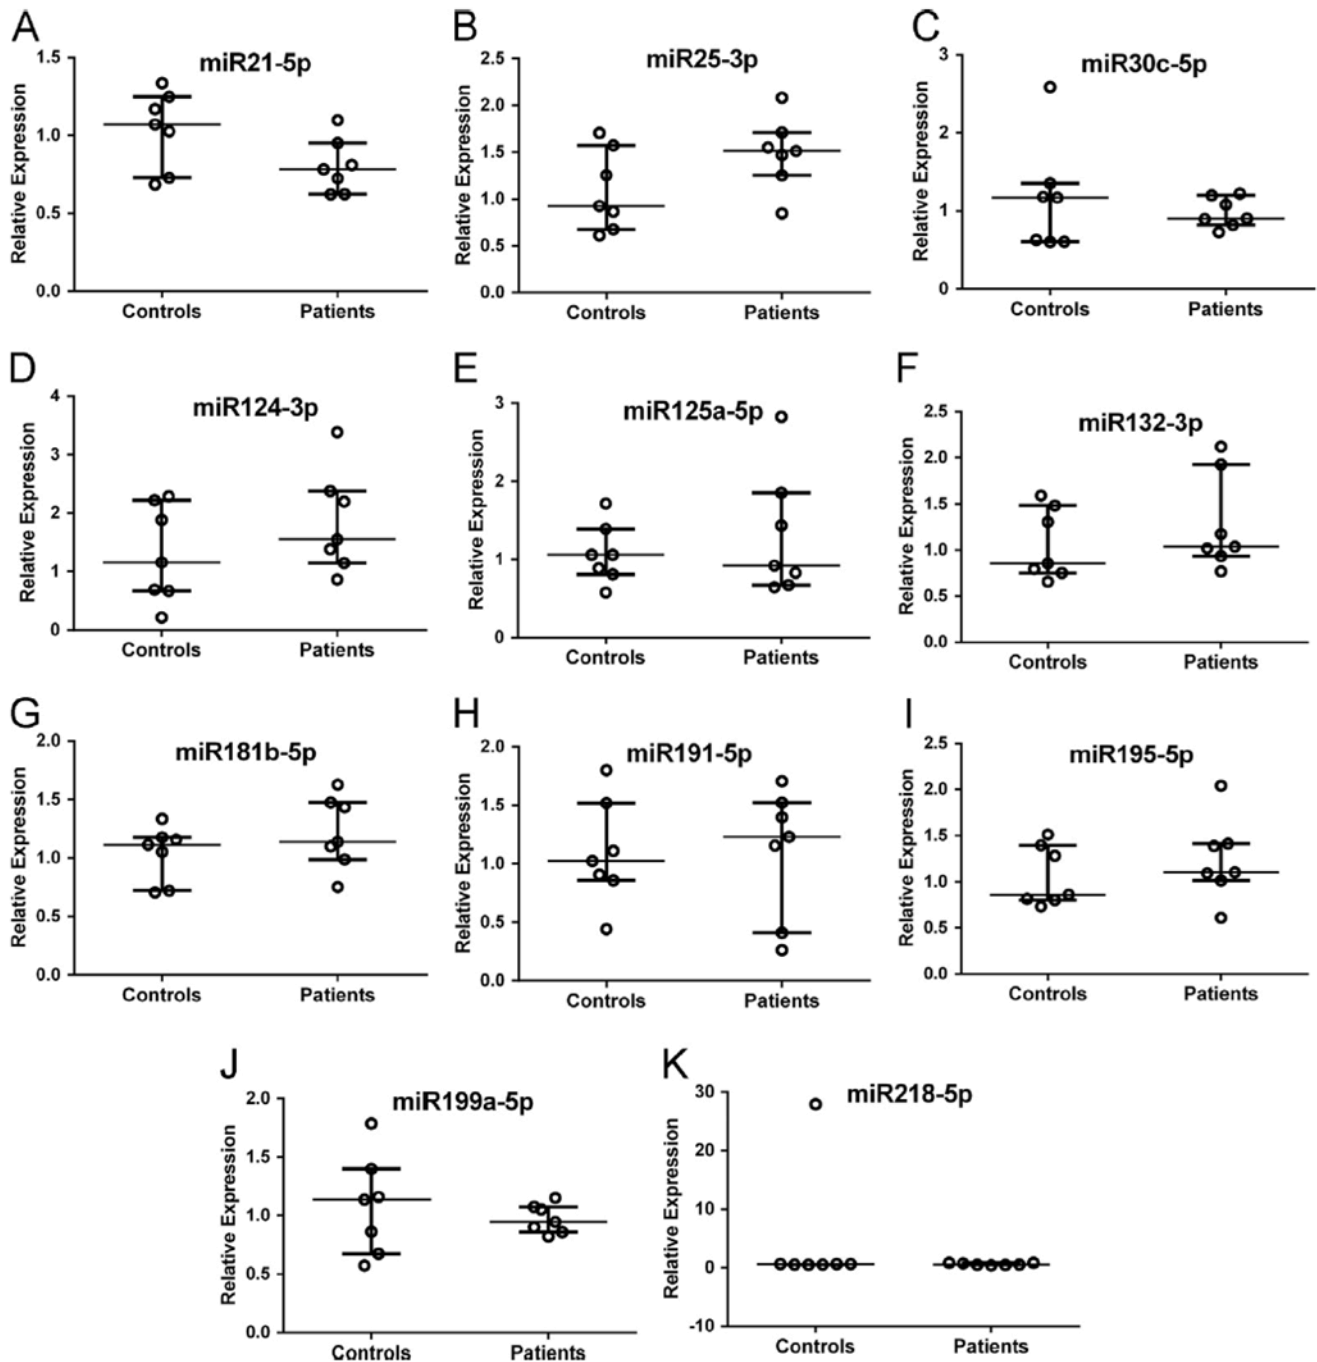 A
miR21-5p
Relative Expression
1.5
1.0
0.5
0.0
Controls
Patients
B
miR25-3p
Relative Expression
2.5
2.0
1.5
1.0
0.5
0.0
Controls
Patients
C
miR30c-5p
Relative Expression
3
2
1
0
Controls
Patients
D
miR124-3p
Relative Expression
4
3
2
1
0
Controls
Patients
E
miR125a-5p
Relative Expression
3
2
1
0
Controls
Patients
F
miR132-3p
Relative Expression
2.5
2.0
1.5
1.0
0.5
0.0
Controls
Patients
G
miR181b-5p
Relative Expression
2.0
1.5
1.0
0.5
0.0
Controls
Patients
H
miR191-5p
Relative Expression
2.0
1.5
1.0
0.5
0.0
Controls
Patients
I
miR195-5p
Relative Expression
2.5
2.0
1.5
1.0
0.5
0.0
Controls
Patients
J
miR199a-5p
Relative Expression
2.0
1.5
1.0
0.5
0.0
Controls
Patients
K
miR218-5p
Relative Expression
30
20
10
0
-10
Controls
Patients